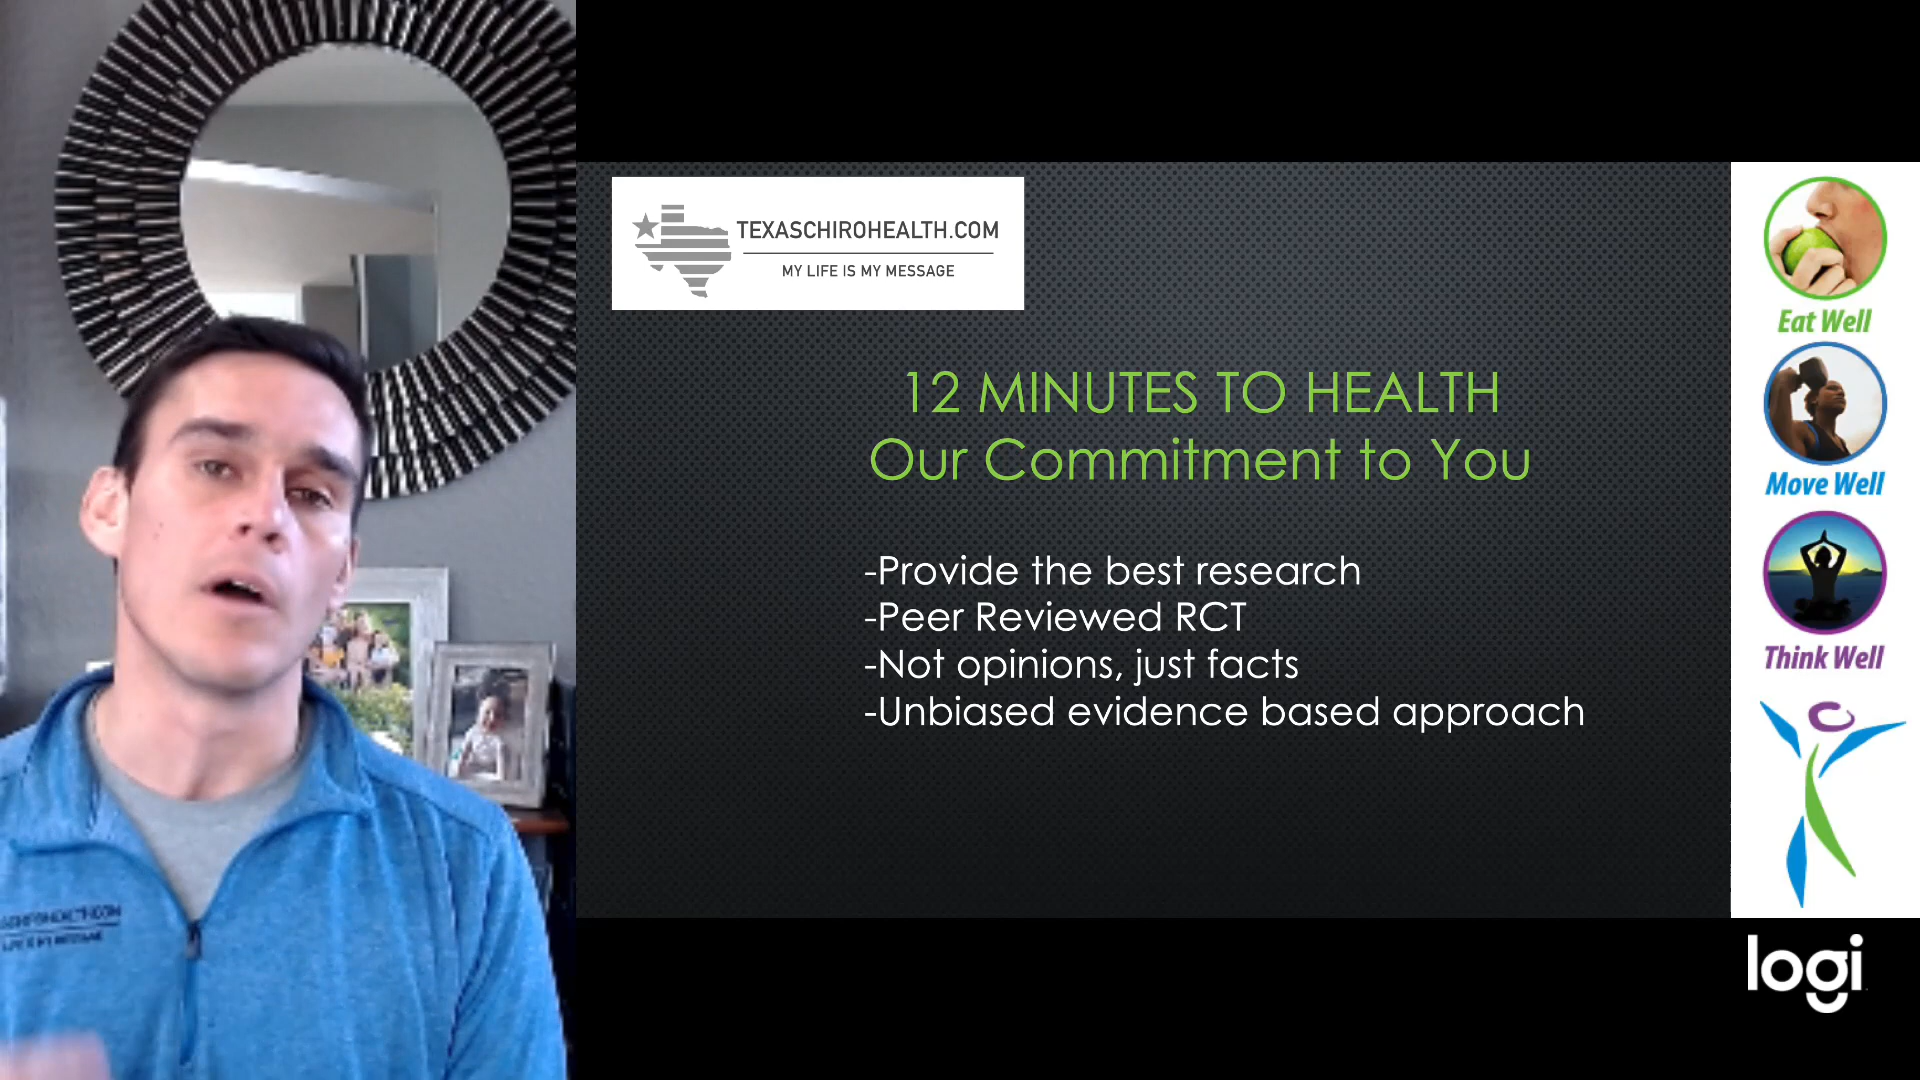 TEXASCHIROHEALTH.COM
MY LIFE IS MY MESSAGE
12 MINUTES TO HEALTH
Our Commitment to You
-Provide the best research
-Peer Reviewed RCT
-Not opinions, just facts
-Unbiased evidence based approach
Eat Well
Move Well
Think Well
logi